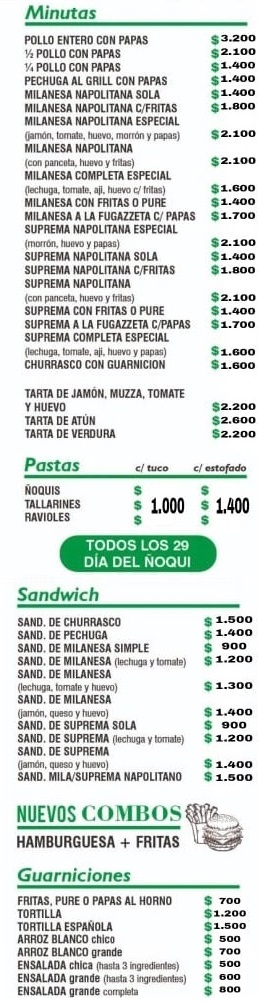 Minutas
POLLO ENTERO CON PAPAS $3.200
½ POLLO CON PAPAS $2.100
¼ POLLO CON PAPAS $1.400
PECHUGA AL GRILL CON PAPAS $1.400
MILANESA NAPOLITANA SOLA $1.400
MILANESA NAPOLITANA C/FRITAS $1.800
MILANESA NAPOLITANA ESPECIAL
(jamón, tomate, huevo, morrón y papas) $2.100
MILANESA NAPOLITANA
(con panceta, huevo y fritas) $2.100
MILANESA COMPLETA ESPECIAL
(lechuga, tomate, aji, huevo c/ fritas) $1.600
MILANESA CON FRITAS O PURE $1.400
MILANESA A LA FUGAZZETA C/ PAPAS $1.700
SUPREMA NAPOLITANA ESPECIAL
(morrón, huevo y papas) $2.100
SUPREMA NAPOLITANA SOLA $1.400
SUPREMA NAPOLITANA C/FRITAS $1.800
SUPREMA NAPOLITANA
(con panceta, huevo y fritas) $2.100
SUPREMA CON FRITAS O PURE $1.400
SUPREMA A LA FUGAZZETA C/PAPAS $1.700
SUPREMA COMPLETA ESPECIAL
(lechuga, tomate, aji, huevo y papas) $1.600
CHURRASCO CON GUARNICION $1.600
TARTA DE JAMÓN, MUZZA, TOMATE
Y HUEVO $2.200
TARTA DE ATÚN $2.600
TARTA DE VERDURA $2.200
Pastas c/ tuco c/ estofado
ÑOQUIS $ $
TALLARINES $ 1.000 $ 1.400
RAVIOLES $ $
TODOS LOS 29
DÍA DEL ÑOQUI
Sandwich
SAND. DE CHURRASCO $ 1.500
SAND. DE PECHUGA $ 1.400
SAND. DE MILANESA SIMPLE $ 900
SAND. DE MILANESA (lechuga y tomate) $ 1.200
SAND. DE MILANESA
(lechuga, tomate y huevo) $ 1.300
SAND. DE MILANESA
(jamón, queso y huevo) $ 1.400
SAND, DE SUPREMA SOLA $ 900
SAND. DE SUPREMA (lechuga y tomate) $ 1.200
SAND. DE SUPREMA
(jamón, queso y huevo) $ 1.400
SAND. MILA/SUPREMA NAPOLITANO $ 1.500
NUEVOS COMBOS
HAMBURGUESA + FRITAS
Guarniciones
FRITAS, PURE O PAPAS AL HORNO $ 700
TORTILLA $1.200
TORTILLA ESPAÑOLA $1.500
ARROZ BLANCO chico $ 500
ARROZ BLANCO grande $ 700
ENSALADA chica (hasta 3 ingredientes) $ 500
ENSALADA grande (hasta 3 ingredientes) $ 600
ENSALADA grande completa $ 800